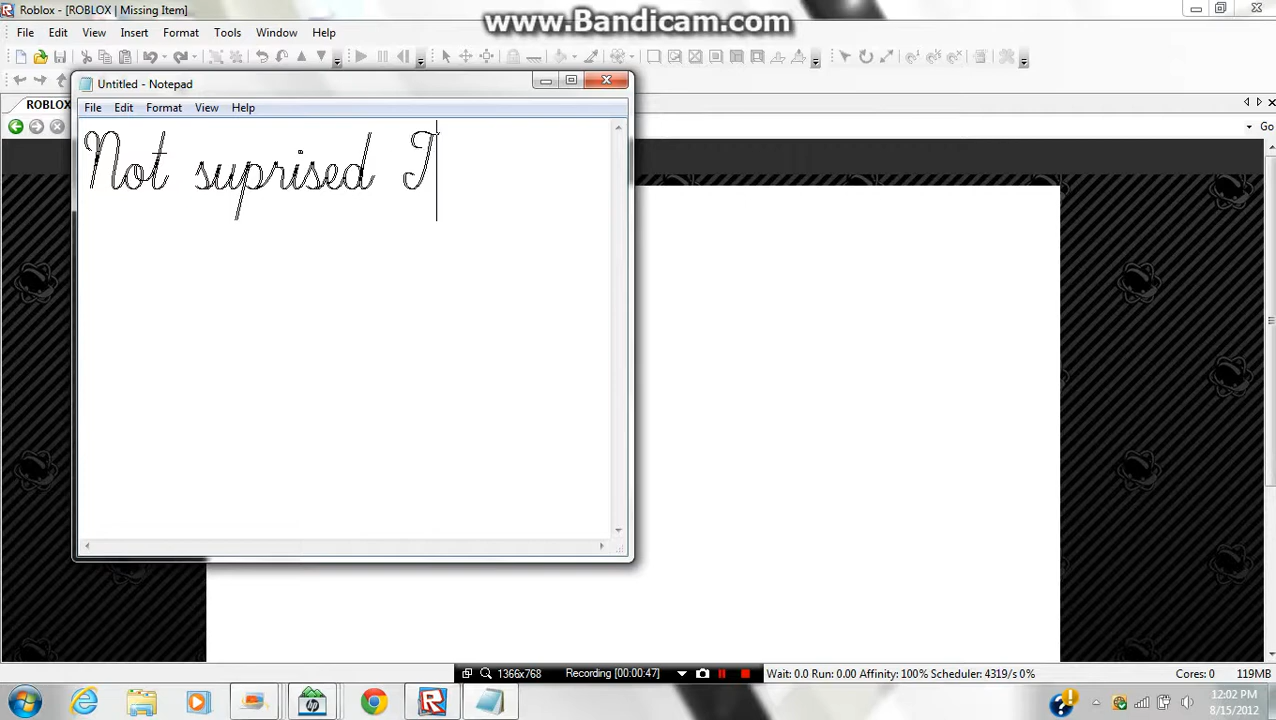 Roblox - [ROBLOX | Missing Item]
www.Bandicam.com
File Edit View Insert Format Tools Window Help
Untitled - Notepad
ROBLOX
File Edit Format View Help
Go
Not suprised I
1366x768 Recording [00:00:47] Wait: 0.0 Run: 0.00 Affinity: 100% Scheduler: 4319/s 0% Cores: 0 119MB
12:02 PM
8/15/2012